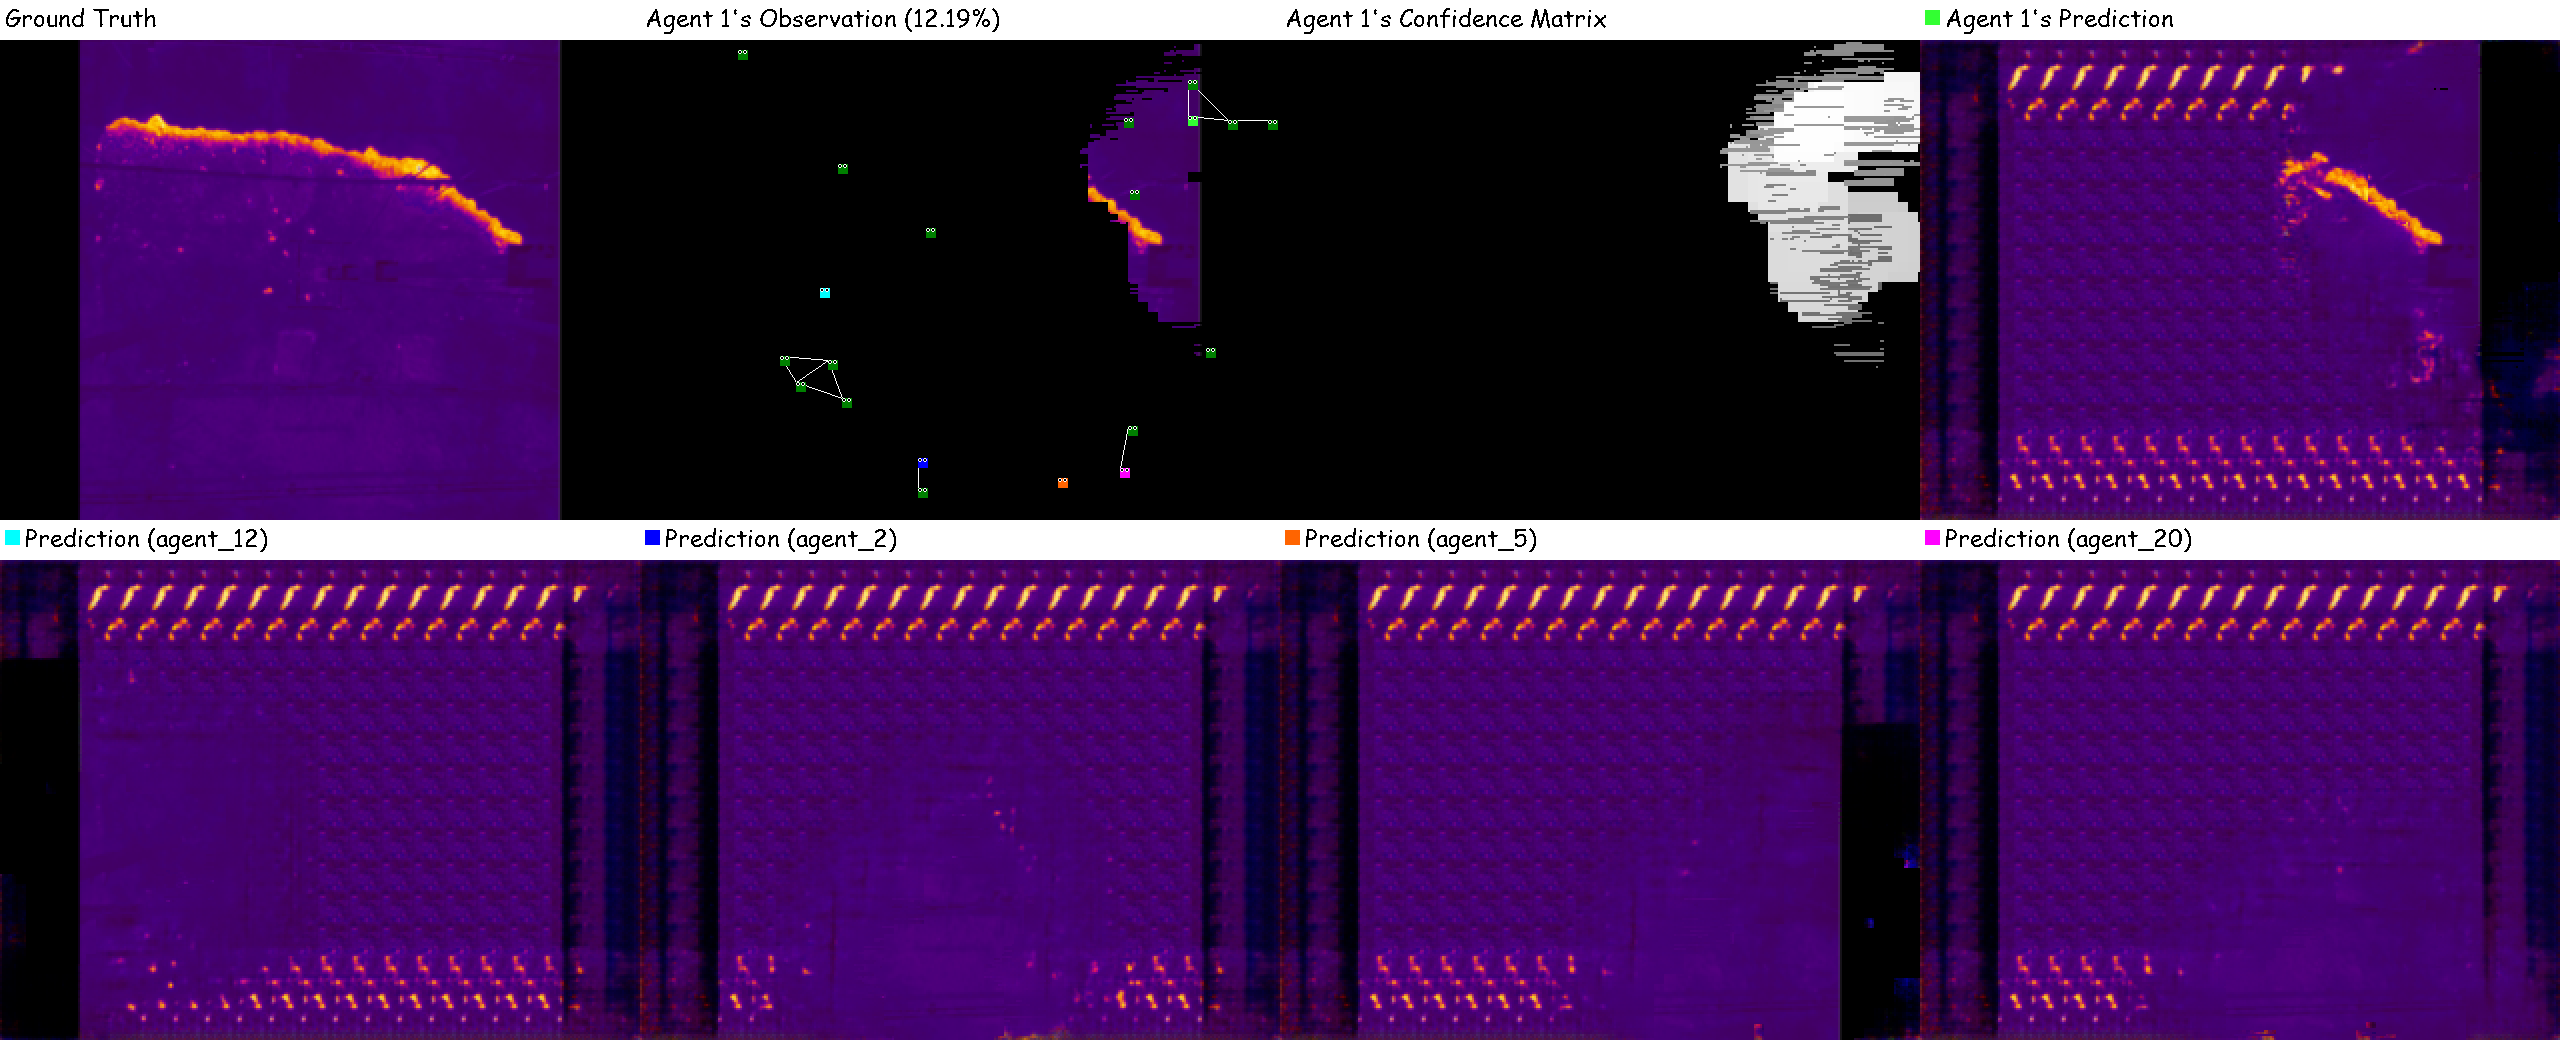 Ground Truth
Agent 1's Observation (12.19%)
Agent 1's Confidence Matrix
Agent 1's Prediction
Prediction (agent_12)
Prediction (agent_2)
Prediction (agent_5)
Prediction (agent_20)